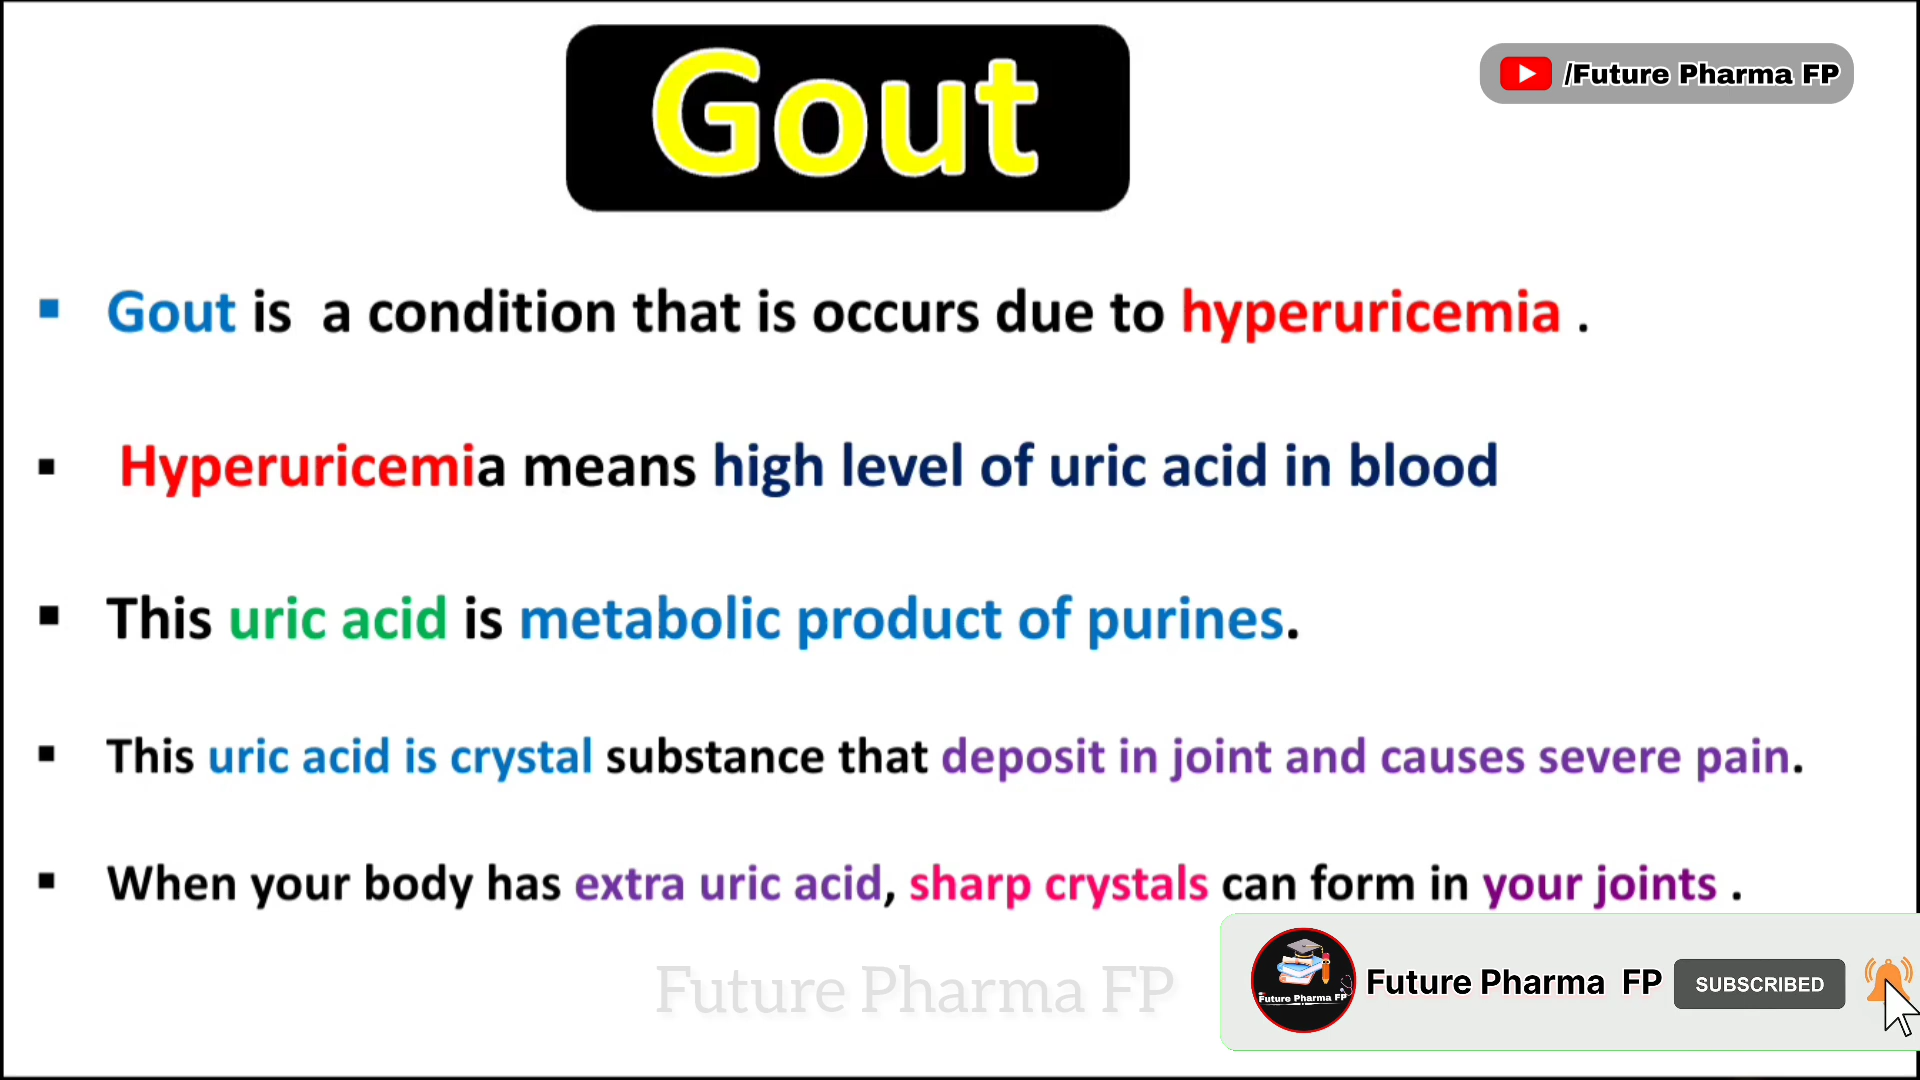 Gout
/Future Pharma FP
Gout is  a condition that is occurs due to hyperuricemia .
Hyperuricemia means high level of uric acid in blood
This uric acid is metabolic product of purines.
This uric acid is crystal substance that deposit in joint and causes severe pain.
When your body has extra uric acid, sharp crystals can form in your joints .
Future Pharma FP
Future Pharma FP
Future Pharma  FP
SUBSCRIBED